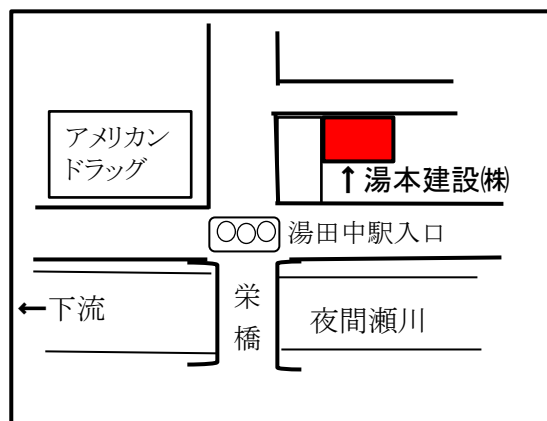 アメリカン
ドラッグ
↑湯本建設㈱
湯田中駅入口
←下流
栄
橋
夜間瀬川